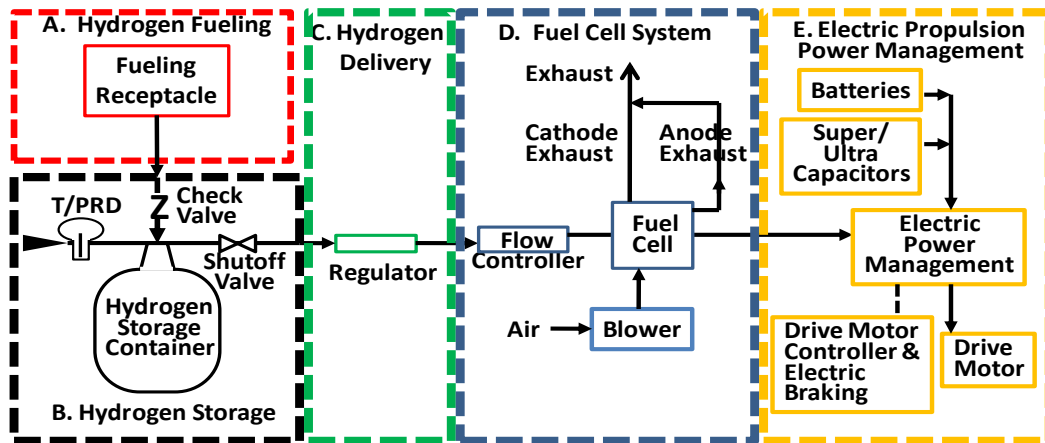 A. Hydrogen Fueling
Fueling
Receptacle
T/PRD
Check
Valve
Shutoff
Valve
Hydrogen
Storage
Container
B. Hydrogen Storage
C. Hydrogen
Delivery
Regulator
D. Fuel Cell System
Exhaust
Cathode
Exhaust
Anode
Exhaust
Flow
Controller
Fuel
Cell
Air
Blower
E. Electric Propulsion
Power Management
Batteries
Super/
Ultra
Capacitors
Electric
Power
Management
Drive Motor
Controller &
Electric
Braking
Drive
Motor